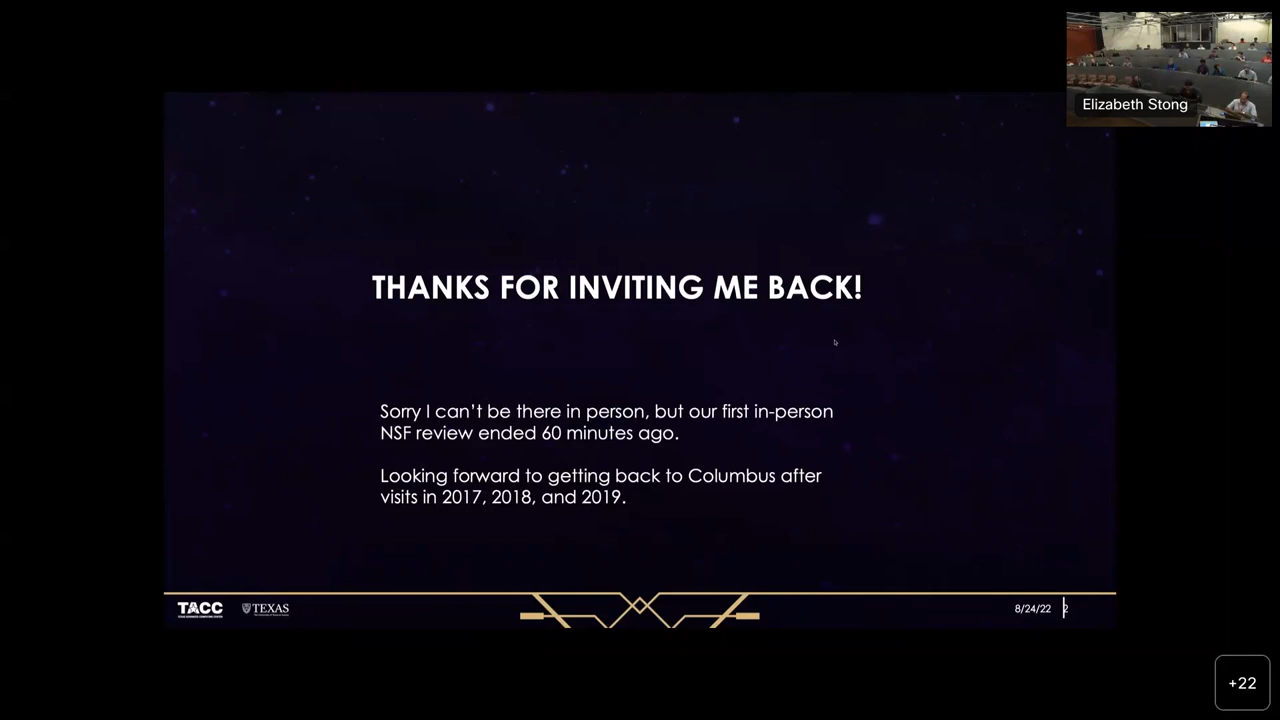 Elizabeth Stong
THANKS FOR INVITING ME BACK!
Sorry I can't be there in person, but our first in-person
NSF review ended 60 minutes ago.
Looking forward to getting back to Columbus after
visits in 2017, 2018, and 2019.
TACC
TEXAS
8/24/22
2
+22